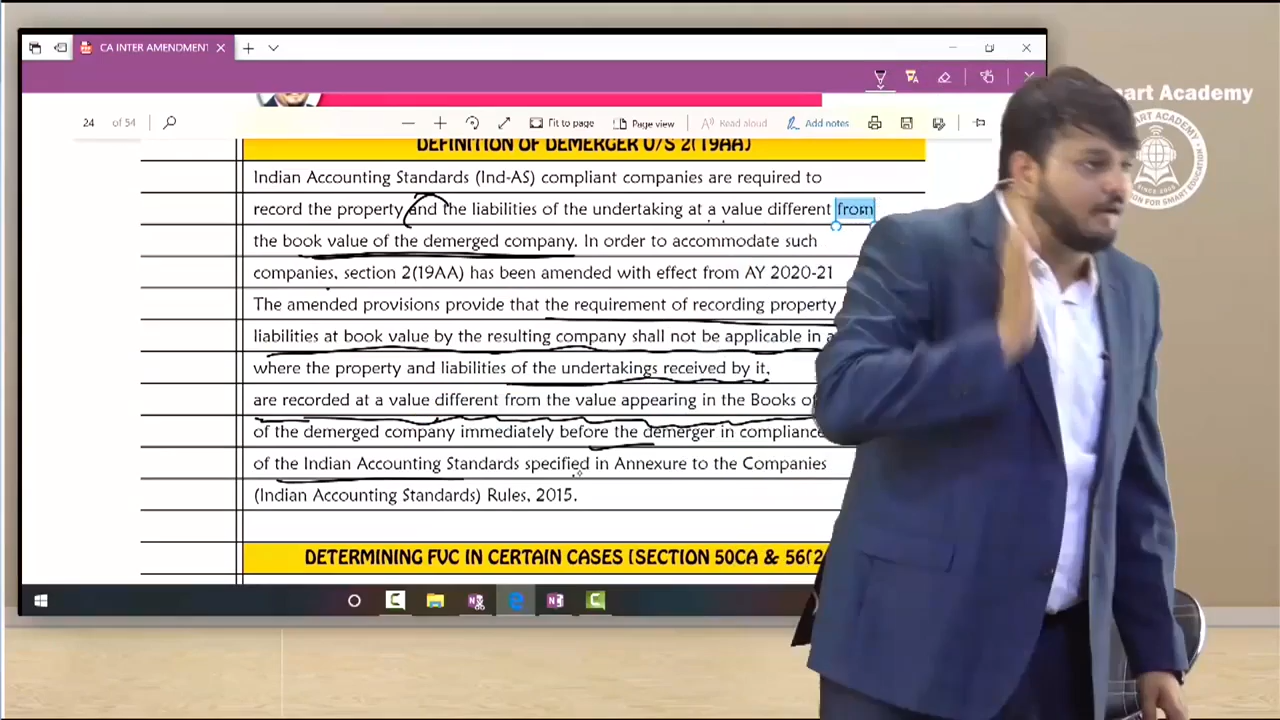 CA INTER AMENDMENT
24 of 54
Fit to page
Page view
Read aloud
Add notes
mart Academy
DEFINITION OF DEMERGER U/S 2(19AA)
Indian Accounting Standards (Ind-AS) compliant companies are required to
record the property and the liabilities of the undertaking at a value different from
the book value of the demerged company. In order to accommodate such
companies, section 2(19AA) has been amended with effect from AY 2020-21
The amended provisions provide that the requirement of recording property
liabilities at book value by the resulting company shall not be applicable in a
where the property and liabilities of the undertakings received by it,
are recorded at a value different from the value appearing in the Books of
of the demerged company immediately before the demerger in compliance
of the Indian Accounting Standards specified in Annexure to the Companies
(Indian Accounting Standards) Rules, 2015.
DETERMINING FVC IN CERTAIN CASES [SECTION 50CA & 56(2